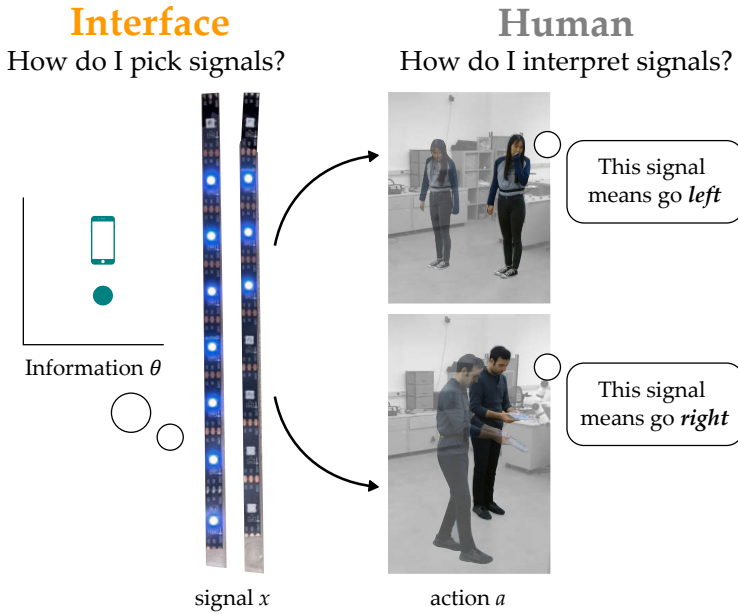 Interface
How do I pick signals?
Human
How do I interpret signals?
This signal
means go left
Information θ
This signal
means go right
signal x
action a